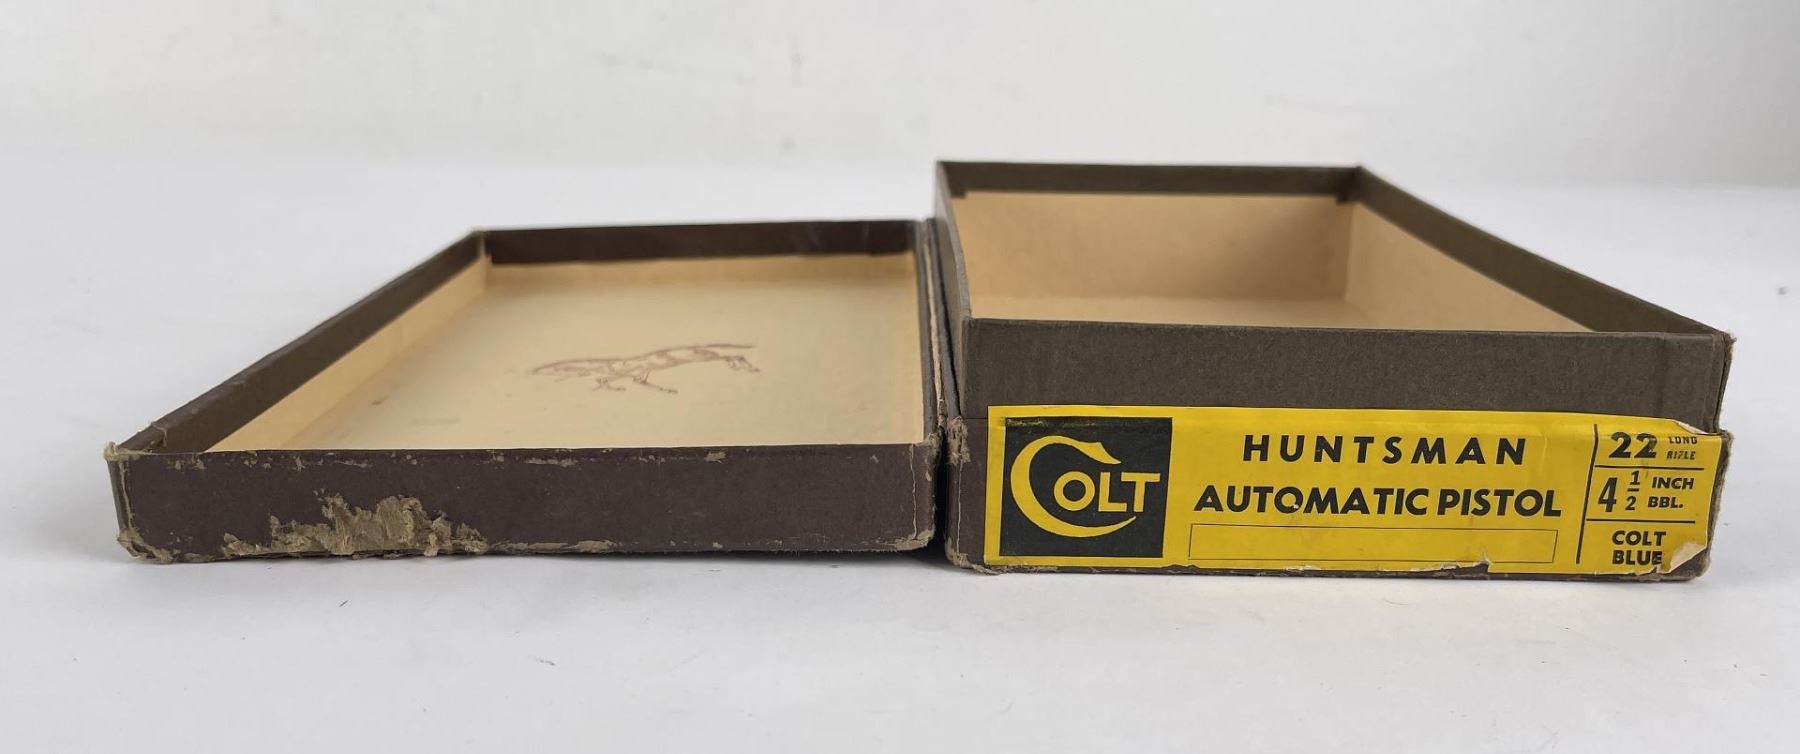 COLT
HUNTSMAN
AUTOMATIC PISTOL
22 LONG RIFLE
4 1/2 INCH BBL.
COLT
BLUE